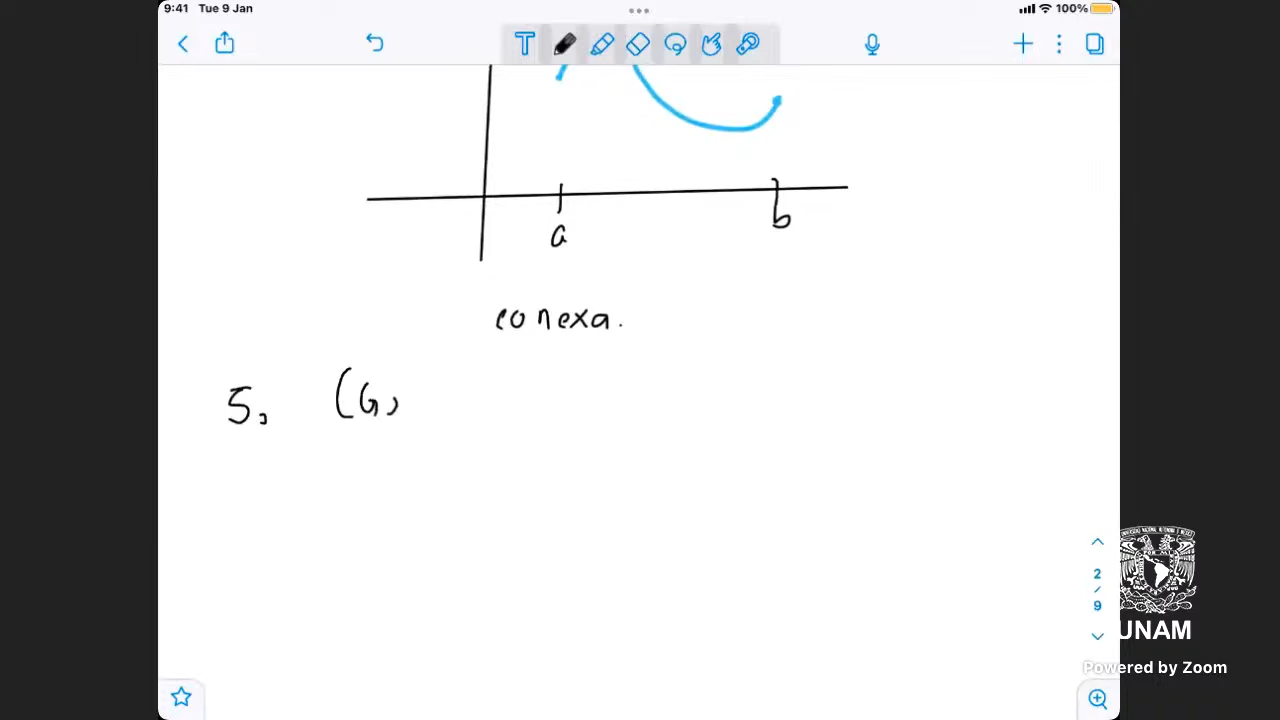 9:41 Tue 9 Jan 100%
T
a
b
conexa.
5, (G,
2
/
9
UNAM
Powered by Zoom